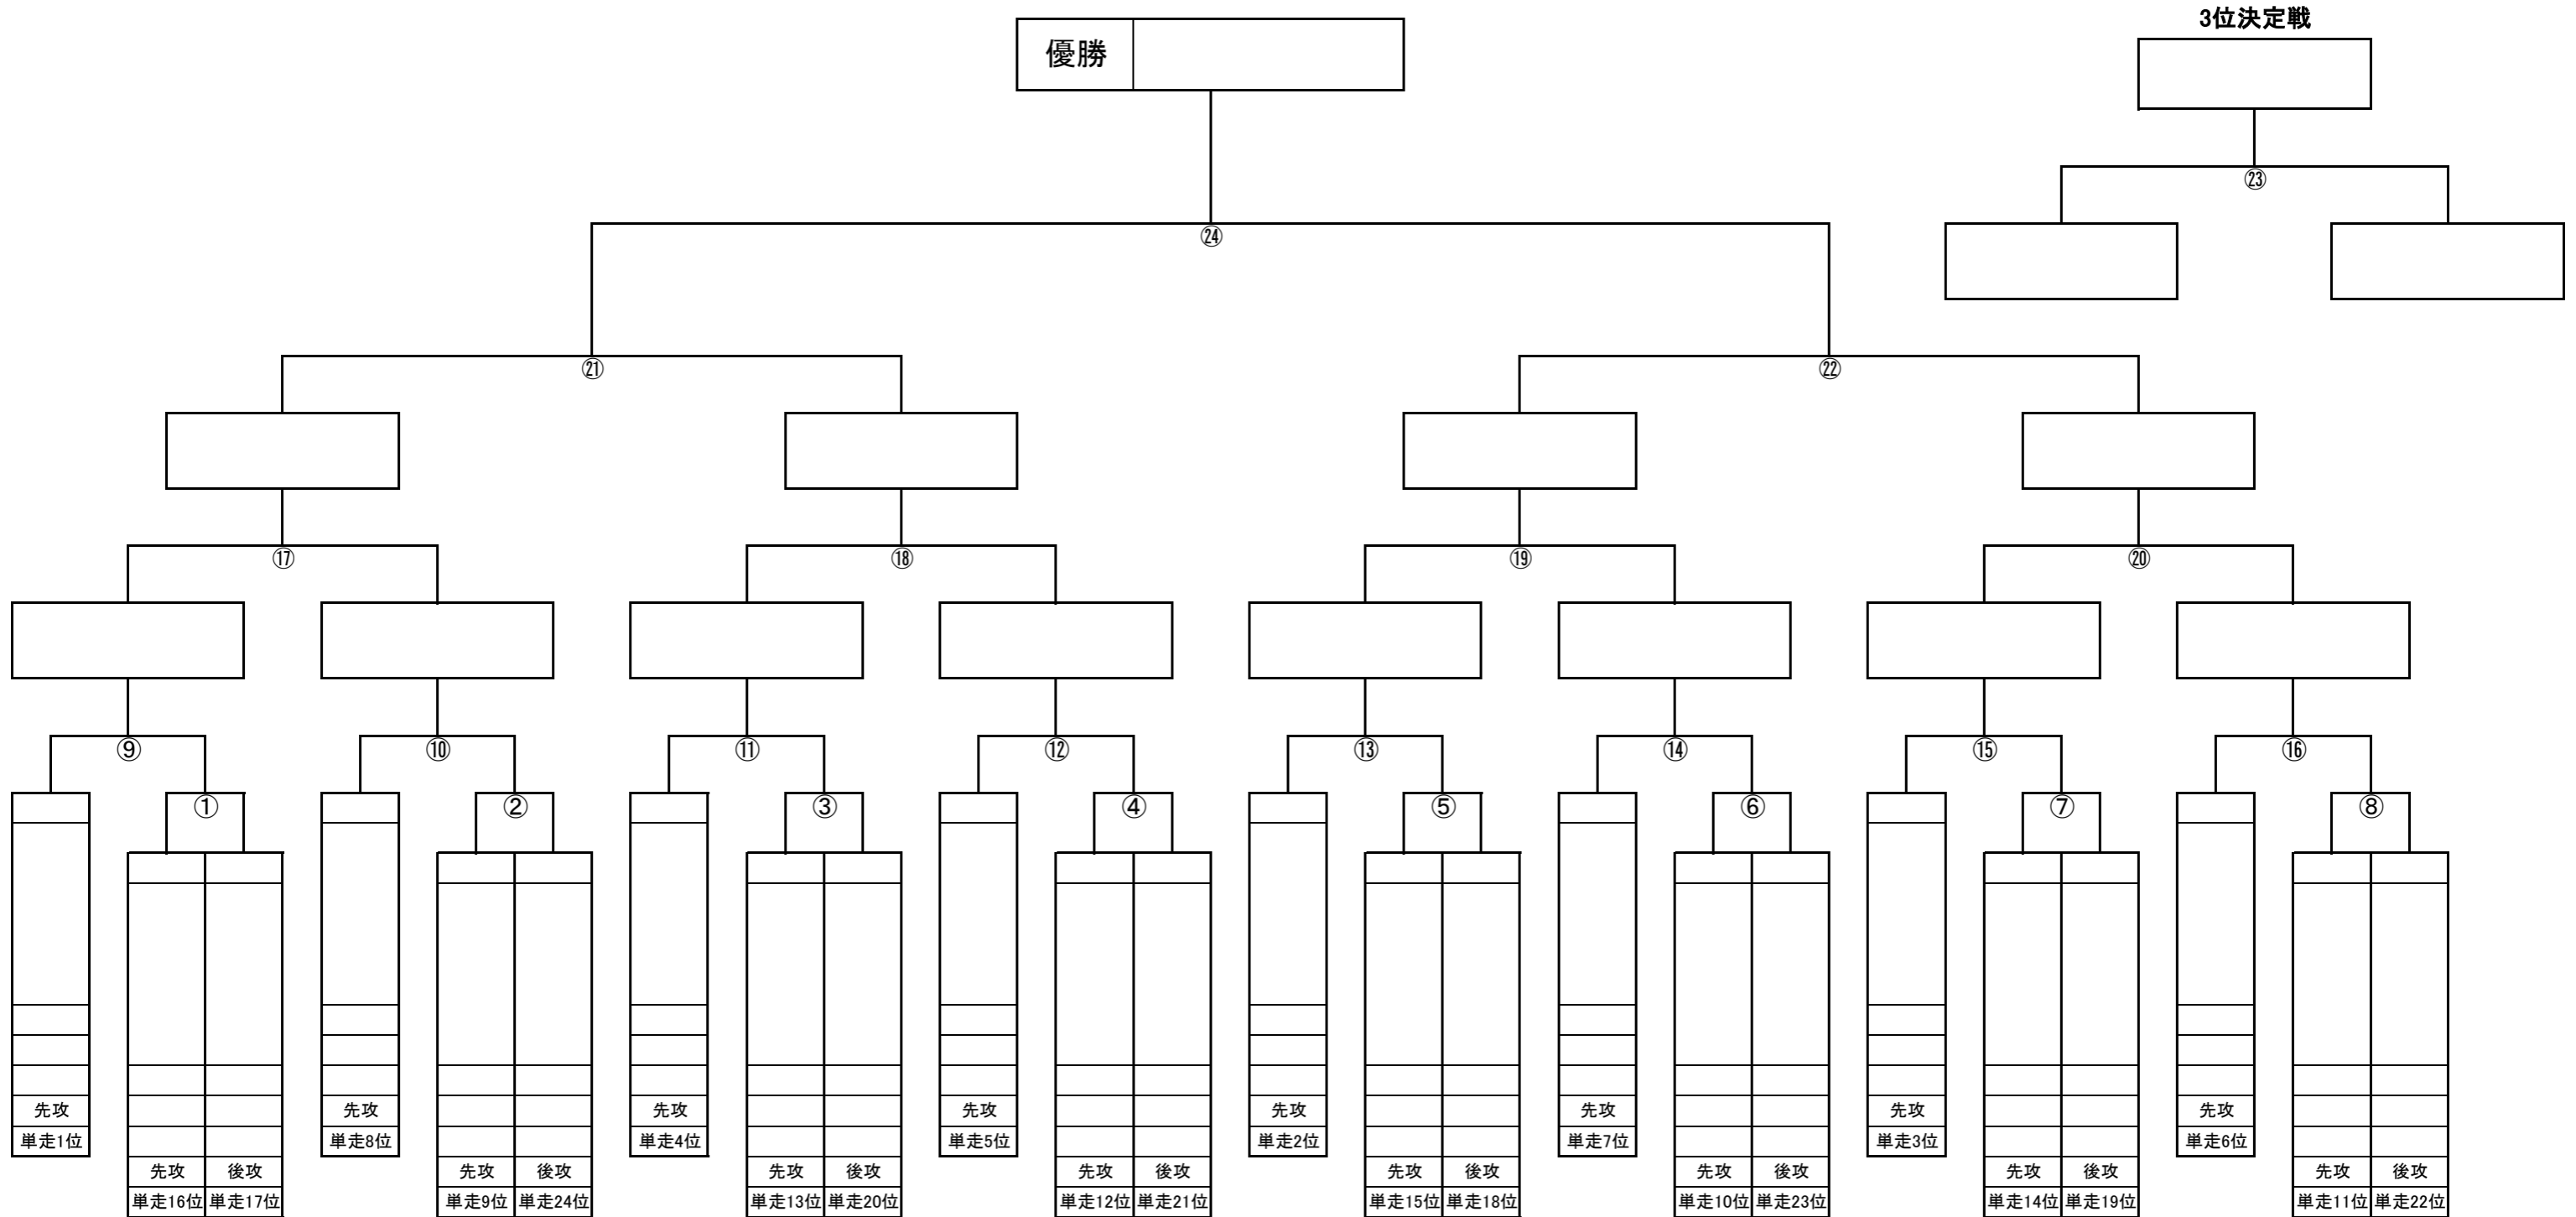 3位決定戦
優勝
㉓
㉔
㉑ ㉒
⑰ ⑱ ⑲ ⑳
⑨ ⑩ ⑪ ⑫ ⑬ ⑭ ⑮ ⑯
① ② ③ ④ ⑤ ⑥ ⑦ ⑧
先攻 先攻 先攻 先攻 先攻 先攻 先攻 先攻
単走1位 単走8位 単走4位 単走5位 単走2位 単走7位 単走3位 単走6位
先攻 後攻 先攻 後攻 先攻 後攻 先攻 後攻 先攻 後攻 先攻 後攻 先攻 後攻 先攻 後攻
単走16位 単走17位 単走9位 単走24位 単走13位 単走20位 単走12位 単走21位 単走15位 単走18位 単走10位 単走23位 単走14位 単走19位 単走11位 単走22位